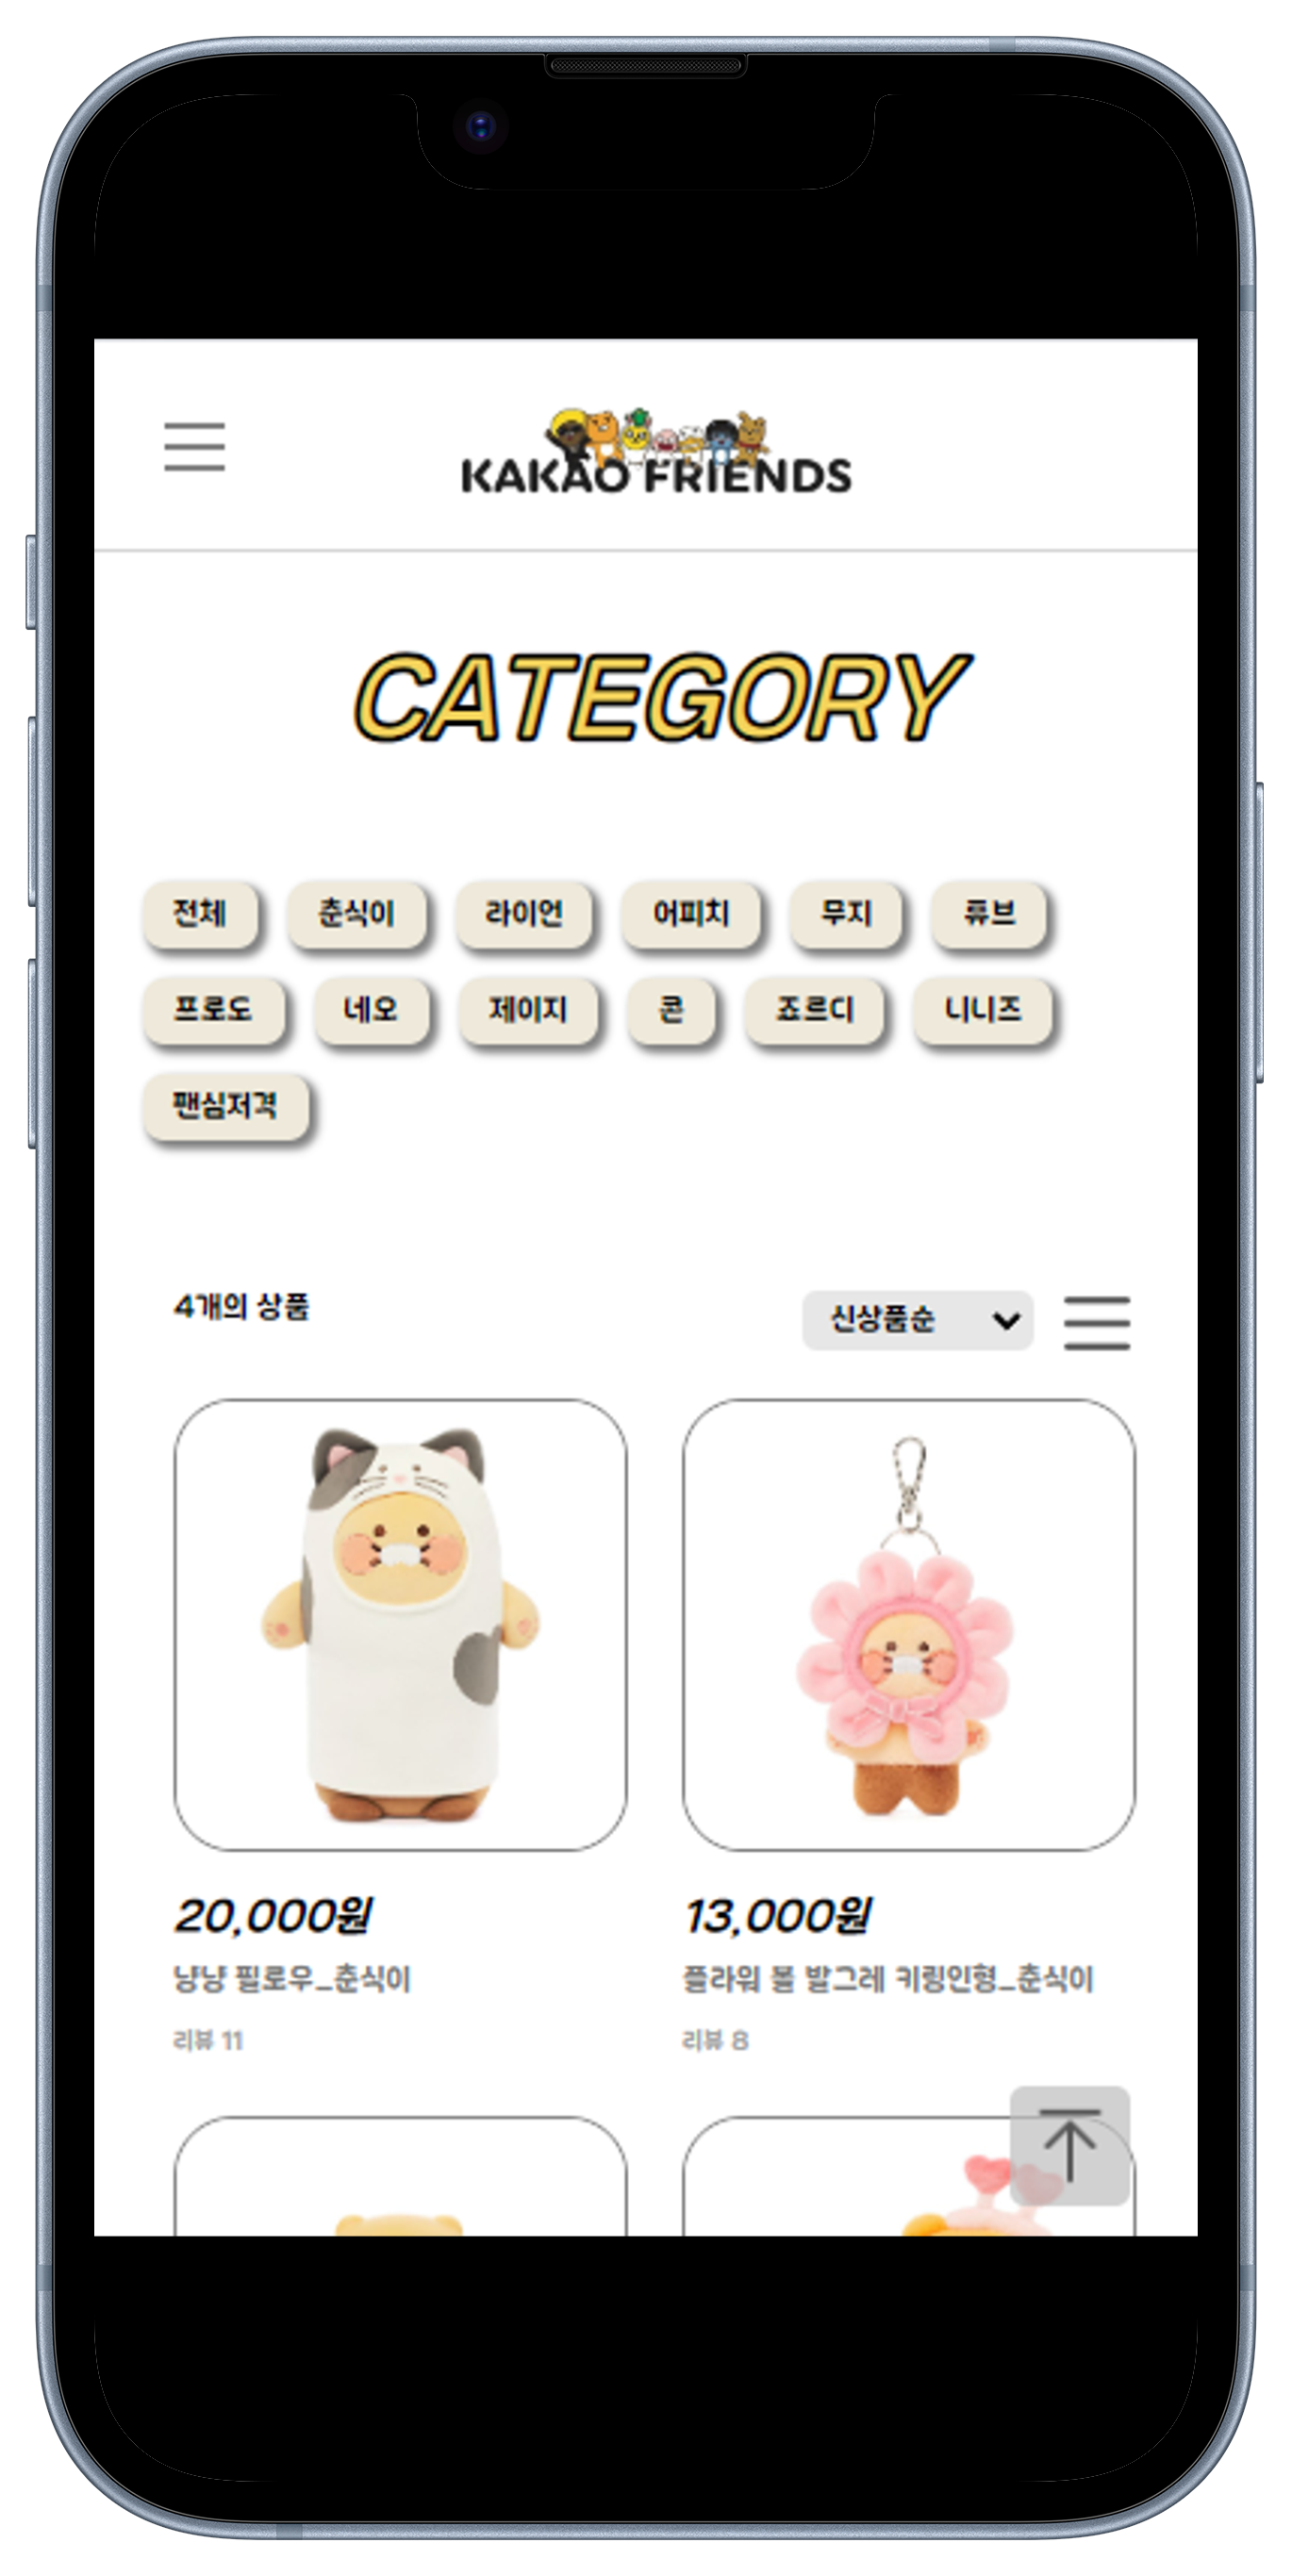 KAKAO FRIENDS
CATEGORY
전체 춘식이 라이언 어피치 무지 튜브
프로도 네오 제이지 콘 죠르디 니니즈
팬심저격
4개의 상품 신상품순
20,000원 13,000원
냥냥 필로우_춘식이 플라워 볼 발그레 키링인형_춘식이
리뷰 11 리뷰 8